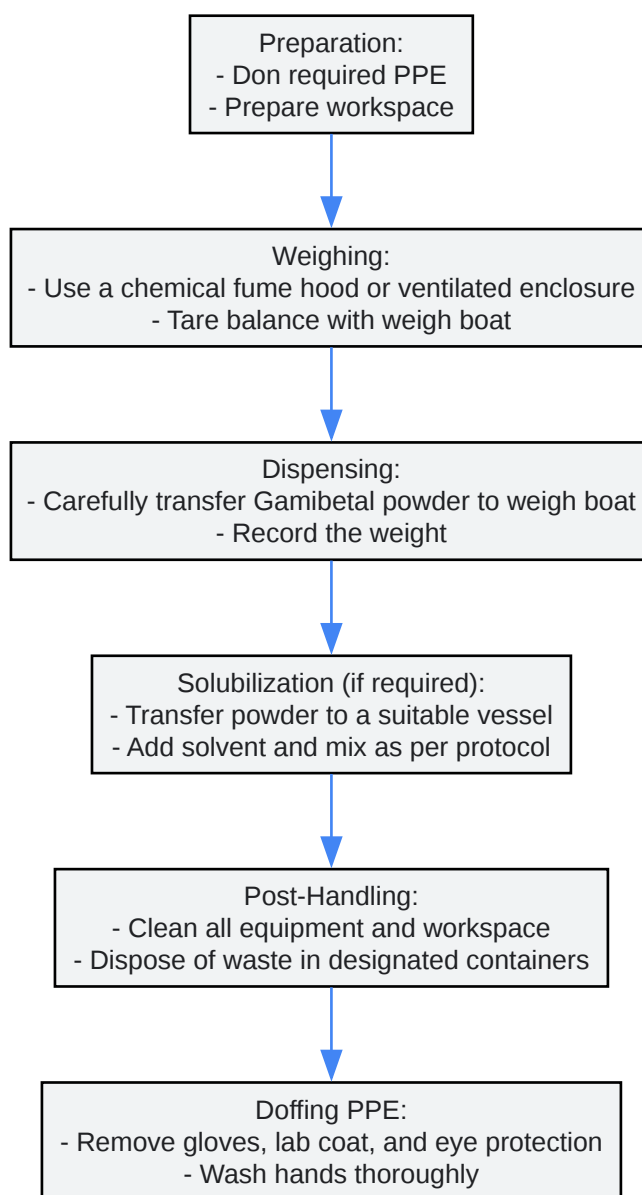 Preparation:
- Don required PPE
- Prepare workspace
Weighing:
- Use a chemical fume hood or ventilated enclosure
- Tare balance with weigh boat
Dispensing:
- Carefully transfer Gamibetal powder to weigh boat
- Record the weight
Solubilization (if required):
- Transfer powder to a suitable vessel
- Add solvent and mix as per protocol
Post-Handling:
- Clean all equipment and workspace
- Dispose of waste in designated containers
Doffing PPE:
- Remove gloves, lab coat, and eye protection
- Wash hands thoroughly